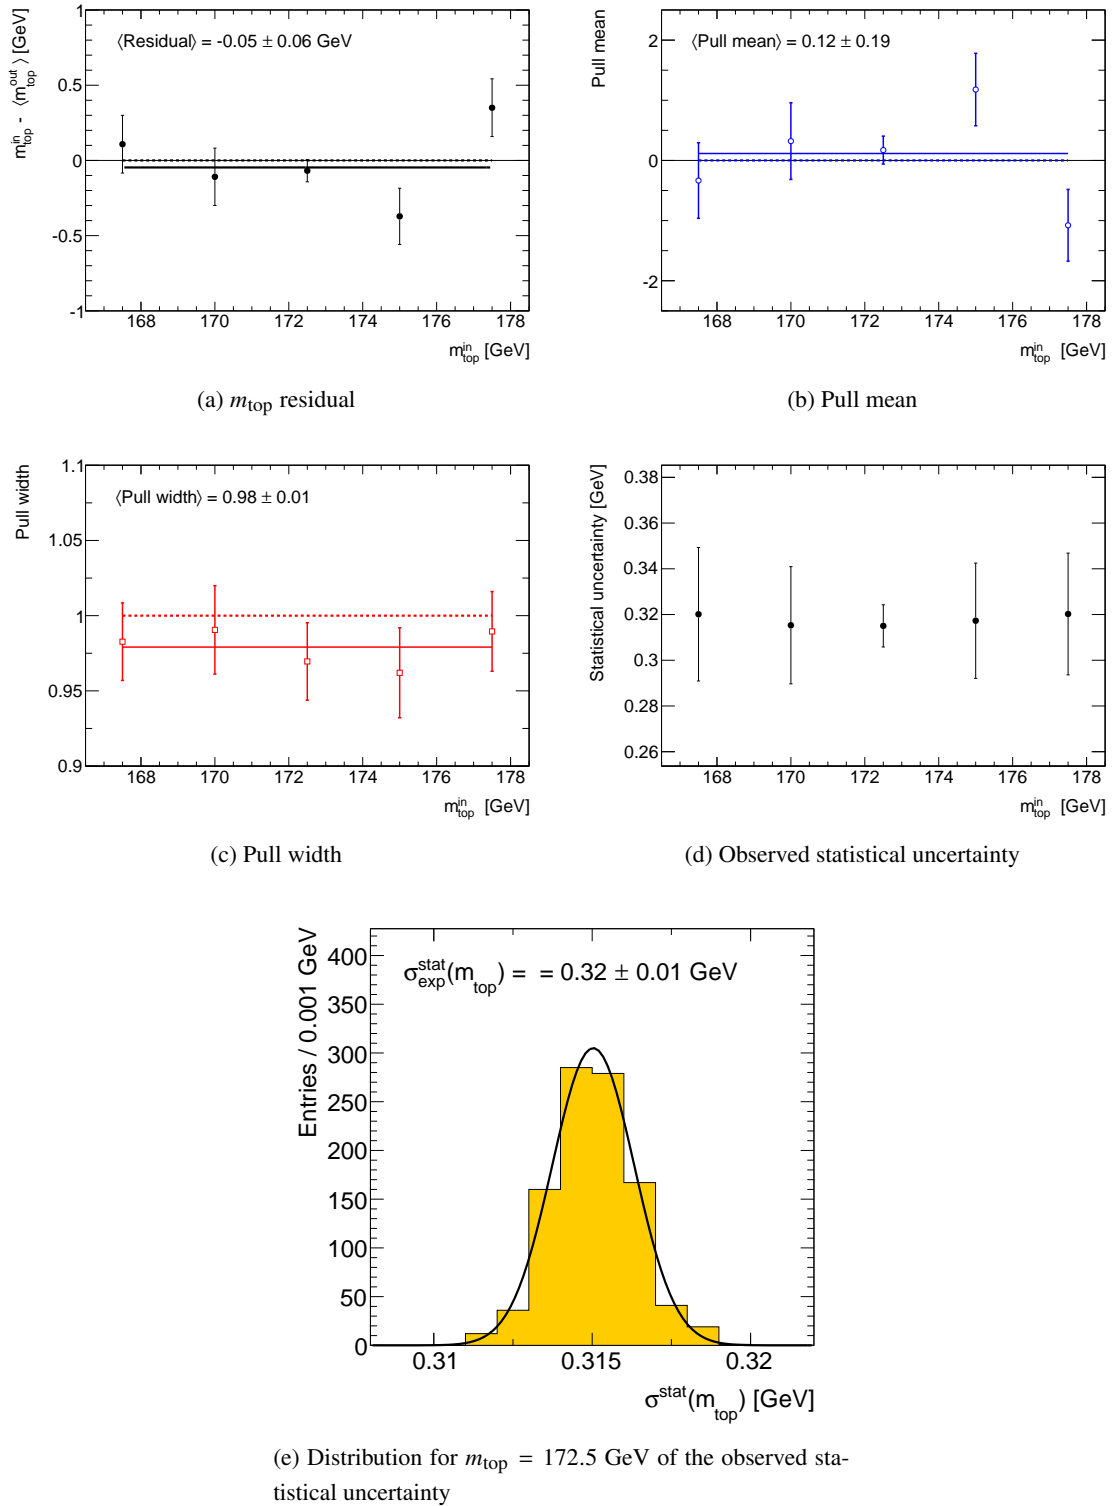 1
0.5
0
-0.5
-1
168 170 172 174 176 178
m_top^in - ⟨m_top^out⟩ [GeV]
⟨Residual⟩ = -0.05 ± 0.06 GeV
m_top^in [GeV]
(a) m_top residual
2
0
-2
168 170 172 174 176 178
Pull mean
⟨Pull mean⟩ = 0.12 ± 0.19
m_top^in [GeV]
(b) Pull mean
1.1
1.05
1
0.95
0.9
168 170 172 174 176 178
Pull width
⟨Pull width⟩ = 0.98 ± 0.01
m_top^in [GeV]
(c) Pull width
0.38
0.36
0.34
0.32
0.3
0.28
0.26
168 170 172 174 176 178
Statistical uncertainty [GeV]
m_top^in [GeV]
(d) Observed statistical uncertainty
400
350
300
250
200
150
100
50
0
0.31 0.315 0.32
Entries / 0.001 GeV
σ_exp^stat(m_top) = = 0.32 ± 0.01 GeV
σ^stat(m_top) [GeV]
(e) Distribution for m_top = 172.5 GeV of the observed sta-
tistical uncertainty